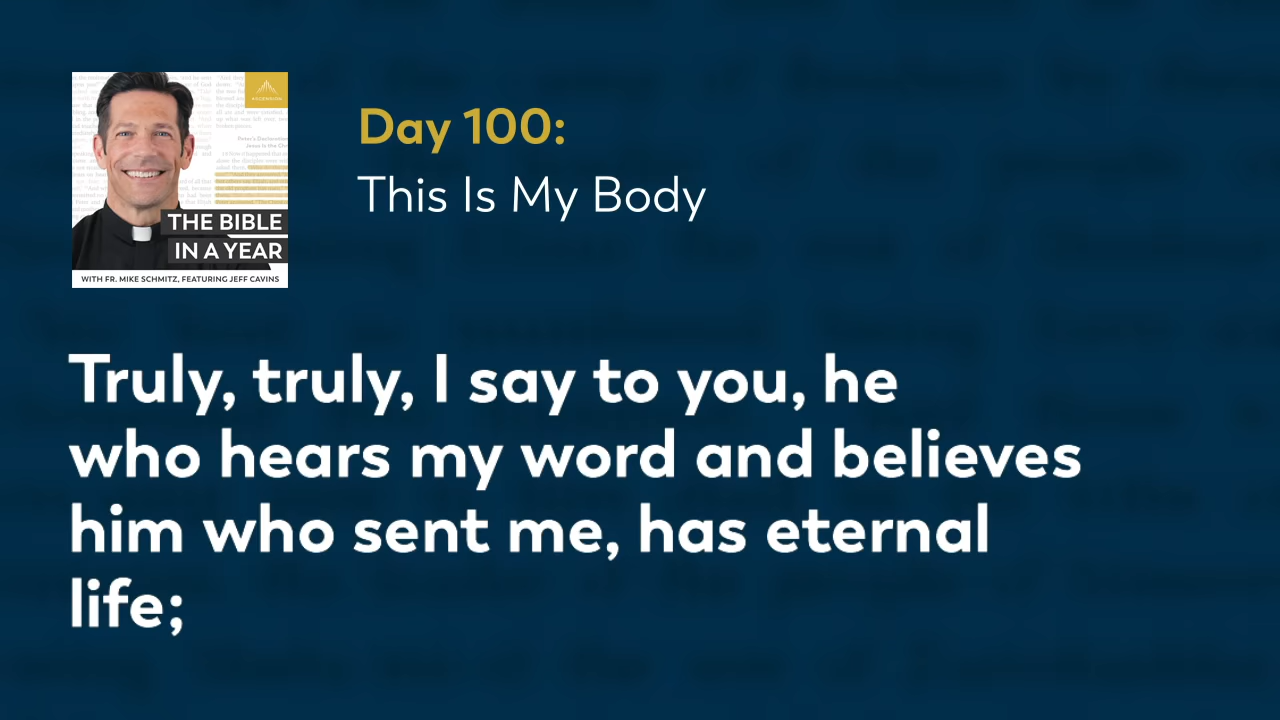 ASCENSION
THE BIBLE
IN A YEAR
WITH FR. MIKE SCHMITZ, FEATURING JEFF CAVINS
Day 100:
This Is My Body
Truly, truly, I say to you, he
who hears my word and believes
him who sent me, has eternal
life;